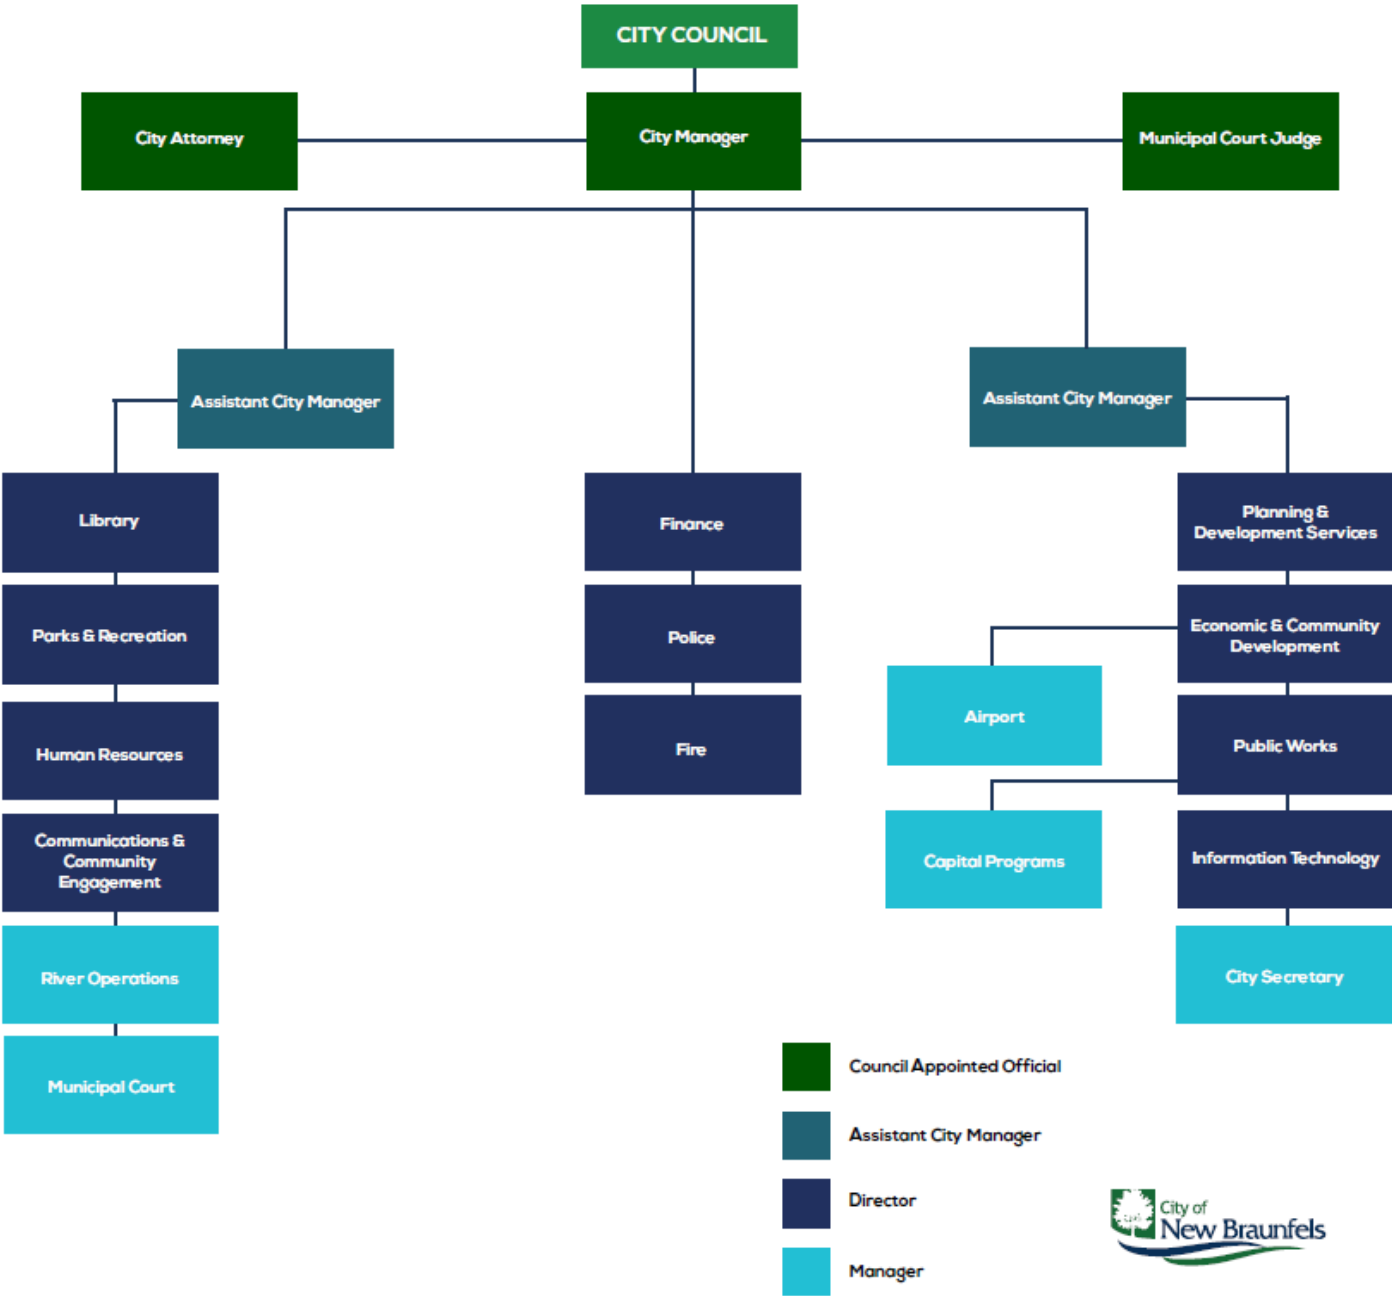 CITY COUNCIL
City Attorney
City Manager
Municipal Court Judge
Assistant City Manager
Assistant City Manager
Library
Parks & Recreation
Human Resources
Communications &
Community
Engagement
River Operations
Municipal Court
Finance
Police
Fire
Planning &
Development Services
Economic & Community
Development
Airport
Public Works
Capital Programs
Information Technology
City Secretary
Council Appointed Official
Assistant City Manager
Director
Manager
City of
New Braunfels